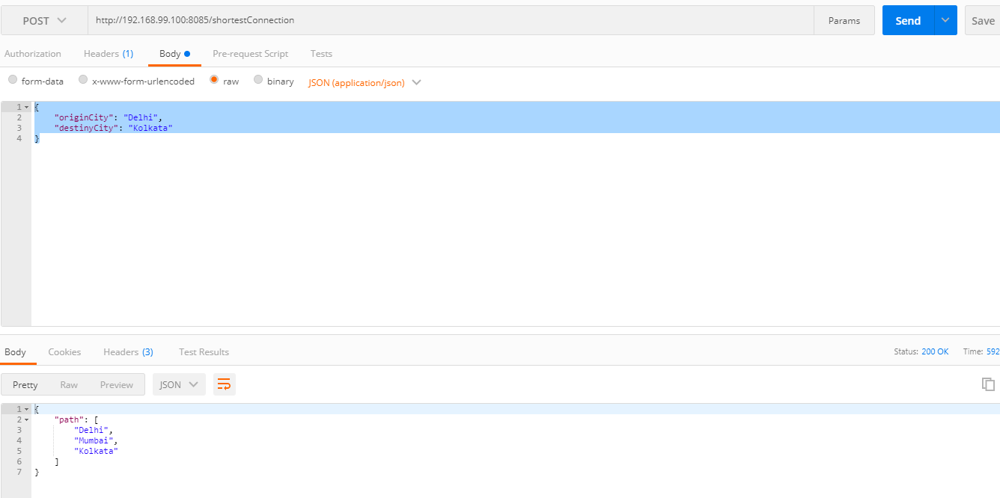 POST http://192.168.99.100:8085/shortestConnection Params Send Save
Authorization Headers (1) Body Pre-request Script Tests
form-data x-www-form-urlencoded raw binary JSON (application/json)
1 {
2 "originCity": "Delhi",
3 "destinyCity": "Kolkata"
4 }
Body Cookies Headers (3) Test Results Status: 200 OK Time: 592
Pretty Raw Preview JSON
1 {
2 "path": [
3 "Delhi",
4 "Mumbai",
5 "Kolkata"
6 ]
7 }